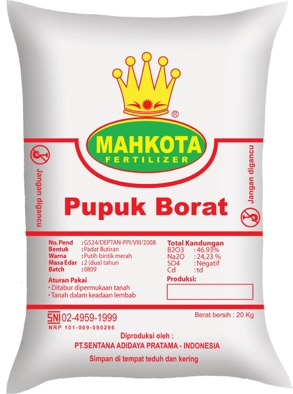 ®
MAHKOTA
FERTILIZER
Jangan digancu
Jangan digancu
Pupuk Borat
No. Pend : G524/DEPTAN-PPI/VIII/2008
Bentuk : Padat Butiran
Warna : Putih bintik merah
Masa Edar : 2 (dua) tahun
Batch : 0809
Aturan Pakai
- Ditabur dipermukaan tanah
- Tanah dalam keadaan lembab
Total Kandungan
B2O3 : 46.93%
Na2O : 24,23 %
SO4 : Negatif
Cd : td
Produksi:
SNI 02-4959-1999
NRP 101-009-080296
Berat bersih : 20 Kg
Diproduksi oleh :
PT.SENTANA ADIDAYA PRATAMA - INDONESIA
Simpan di tempat teduh dan kering